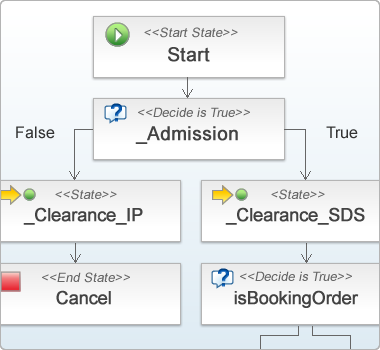 <<Start State>>
Start
<<Decide is True>>
_Admission
False
True
<<State>>
_Clearance_IP
<<State>>
_Clearance_SDS
<<End State>>
Cancel
<<Decide is True>>
isBookingOrder